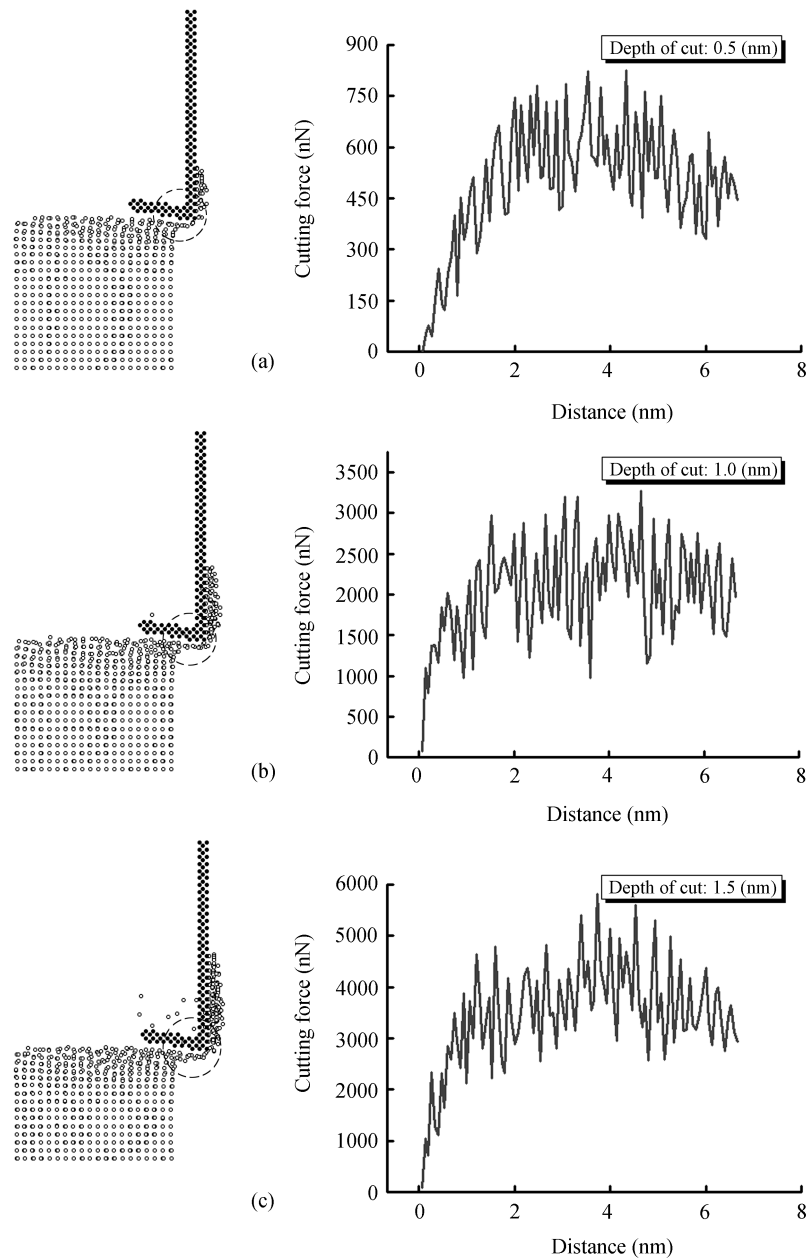 Depth of cut: 0.5 (nm)
Cutting force (nN)
900
750
600
450
300
150
0
0 2 4 6 8
Distance (nm)
(a)
Depth of cut: 1.0 (nm)
Cutting force (nN)
3500
3000
2500
2000
1500
1000
500
0
0 2 4 6 8
Distance (nm)
(b)
Depth of cut: 1.5 (nm)
Cutting force (nN)
6000
5000
4000
3000
2000
1000
0
0 2 4 6 8
Distance (nm)
(c)